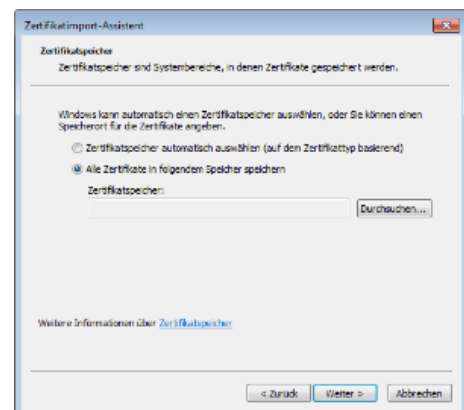 Zertifikatimport-Assistent
Zertifikatspeicher
Zertifikatspeicher sind Systembereiche, in denen Zertifikate gespeichert werden.
Windows kann automatisch einen Zertifikatspeicher auswählen, oder Sie können einen
Speicherort für die Zertifikate angeben.
Zertifikatspeicher automatisch auswählen (auf dem Zertifikattyp basierend)
Alle Zertifikate in folgendem Speicher speichern
Zertifikatspeicher:
Durchsuchen...
Weitere Informationen über Zertifikatspeicher
< Zurück
Weiter >
Abbrechen